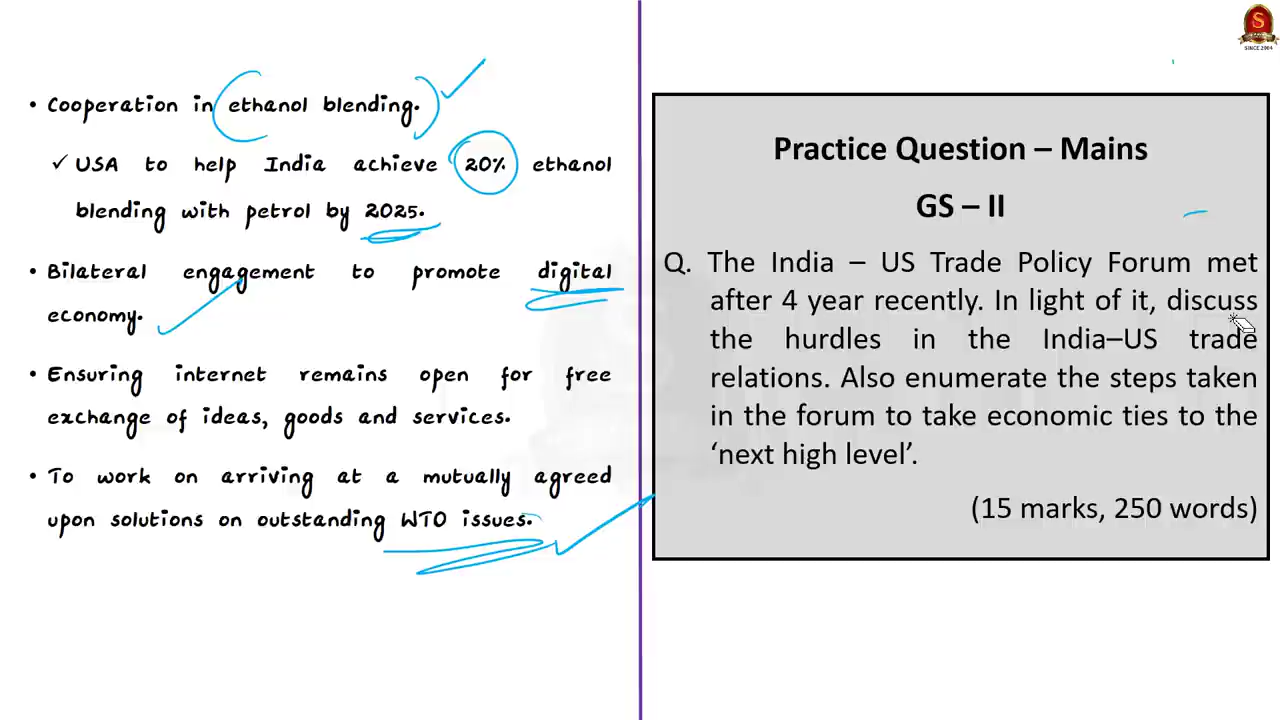 • Cooperation in ethanol blending.
✓ USA to help India achieve 20% ethanol
blending with petrol by 2025.
• Bilateral engagement to promote digital
economy.
• Ensuring internet remains open for free
exchange of ideas, goods and services.
• To work on arriving at a mutually agreed
upon solutions on outstanding WTO issues.
S
SINCE 2004
Practice Question – Mains
GS – II
Q. The India – US Trade Policy Forum met
after 4 year recently. In light of it, discuss
the hurdles in the India–US trade
relations. Also enumerate the steps taken
in the forum to take economic ties to the
‘next high level’.
(15 marks, 250 words)